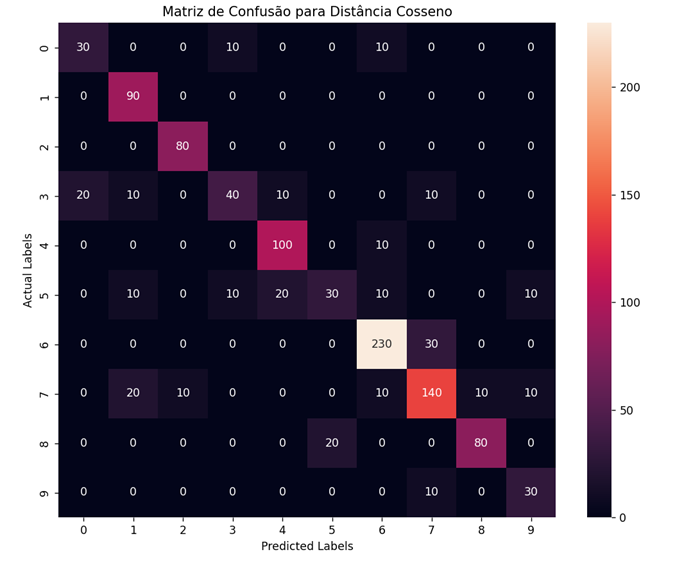 Matriz de Confusão para Distância Cosseno
0 30 0 0 10 0 0 10 0 0 0
1 0 90 0 0 0 0 0 0 0 0
2 0 0 80 0 0 0 0 0 0 0
3 20 10 0 40 10 0 0 10 0 0
4 0 0 0 0 100 0 10 0 0 0
5 0 10 0 10 20 30 10 0 0 10
6 0 0 0 0 0 0 230 30 0 0
7 0 20 10 0 0 0 10 140 10 10
8 0 0 0 0 0 20 0 0 80 0
9 0 0 0 0 0 0 0 10 0 30
0 1 2 3 4 5 6 7 8 9
Actual Labels
Predicted Labels
200
150
100
50
0